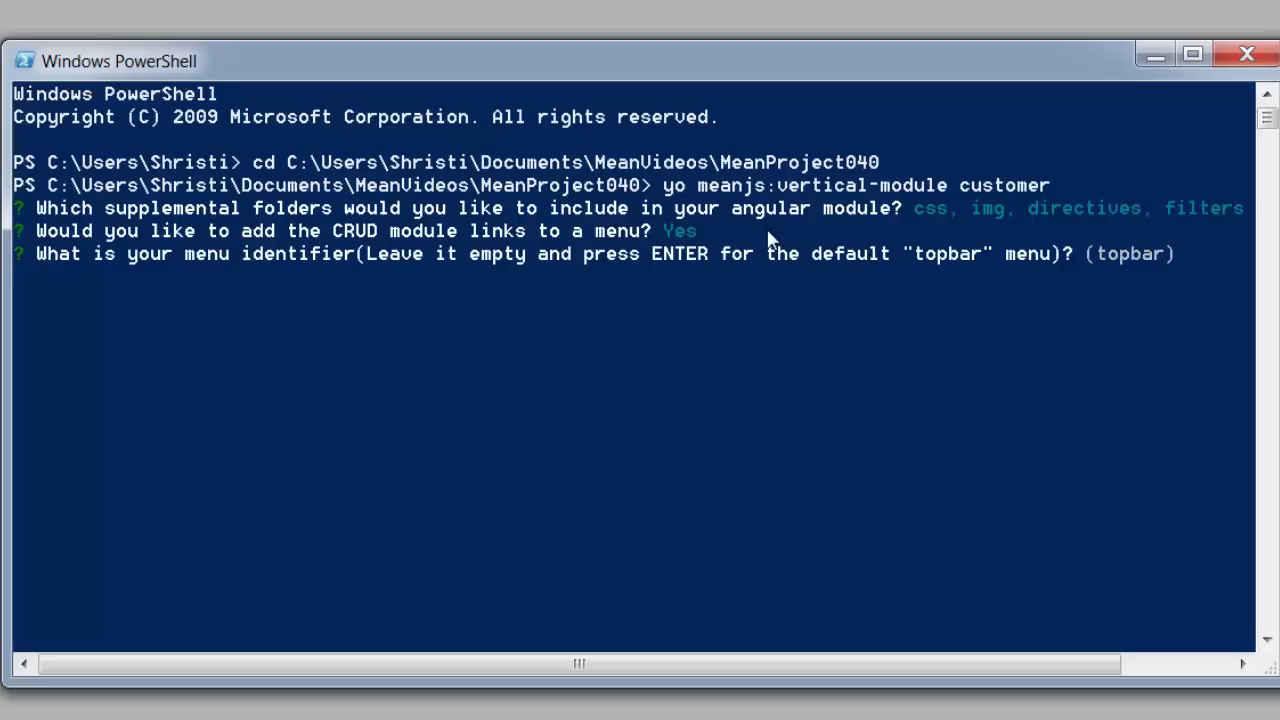 Windows PowerShell
Windows PowerShell
Copyright (C) 2009 Microsoft Corporation. All rights reserved.
PS C:\Users\Shristi> cd C:\Users\Shristi\Documents\MeanVideos\MeanProject040
PS C:\Users\Shristi\Documents\MeanVideos\MeanProject040> yo meanjs:vertical-module customer
? Which supplemental folders would you like to include in your angular module? css, img, directives, filters
? Would you like to add the CRUD module links to a menu? Yes
? What is your menu identifier(Leave it empty and press ENTER for the default "topbar" menu)? (topbar)